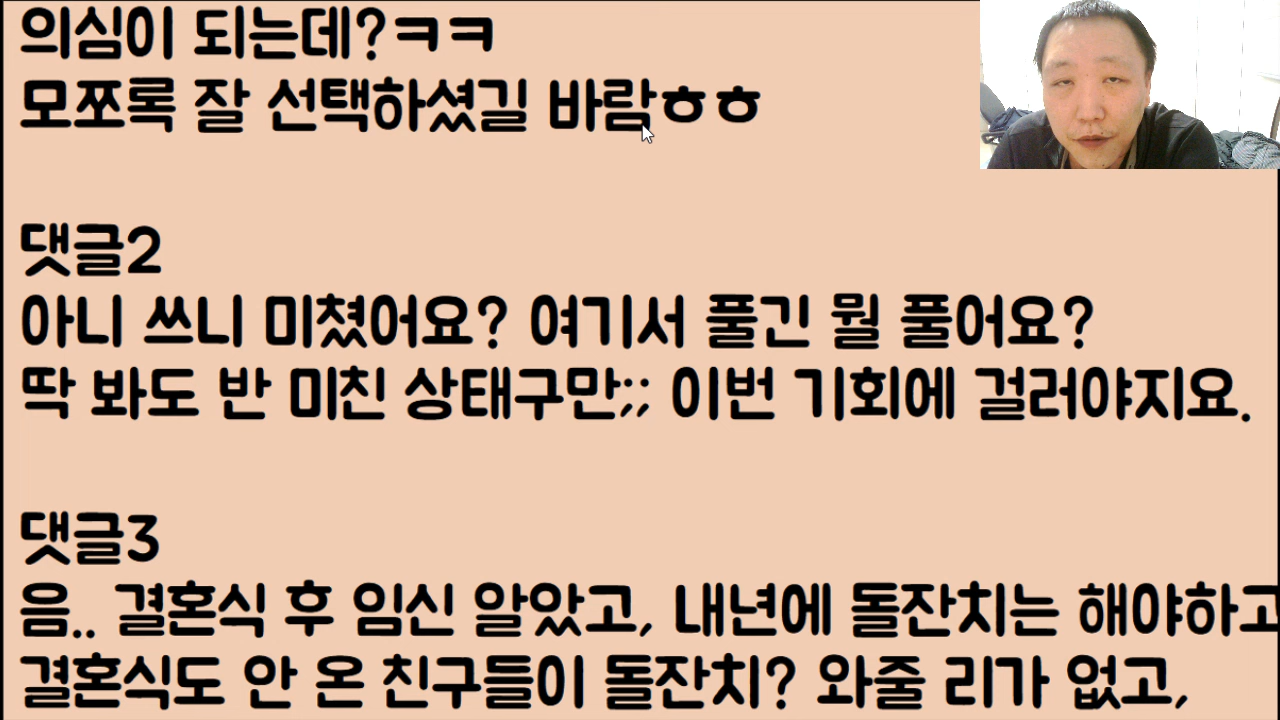 의심이 되는데?ㅋㅋ
모쪼록 잘 선택하셨길 바람ㅎㅎ
댓글2
아니 쓰니 미쳤어요? 여기서 풀긴 뭘 풀어요?
딱 봐도 반 미친 상태구만;; 이번 기회에 걸러야지요.
댓글3
음.. 결혼식 후 임신 알았고, 내년에 돌잔치는 해야하고
결혼식도 안 온 친구들이 돌잔치? 와줄 리가 없고,